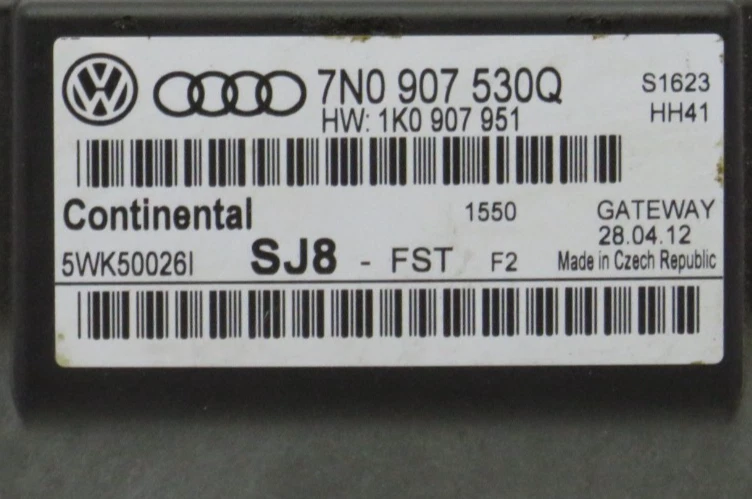 7N0 907 530Q S1623
HW: 1K0 907 951 HH41
Continental 1550 GATEWAY
28.04.12
5WK50026I SJ8 - FST F2 Made in Czech Republic